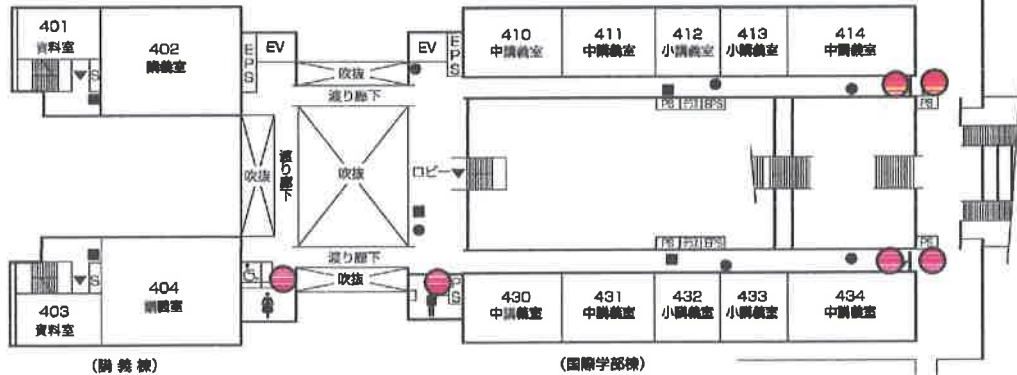 401
資料室
402
講義室
EPS
EV
EV
EPS
吹抜
渡り廊下
410
中講義室
411
中講義室
412
小講義室
413
小講義室
414
中講義室
S
PS
EPS
PS
吹抜
渡り廊下
吹抜
ロビー
PS
EPS
PS
渡り廊下
吹抜
S
403
資料室
404
講義室
PS
430
中講義室
431
中講義室
432
小講義室
433
小講義室
434
中講義室
(講義棟)
(国際学部棟)